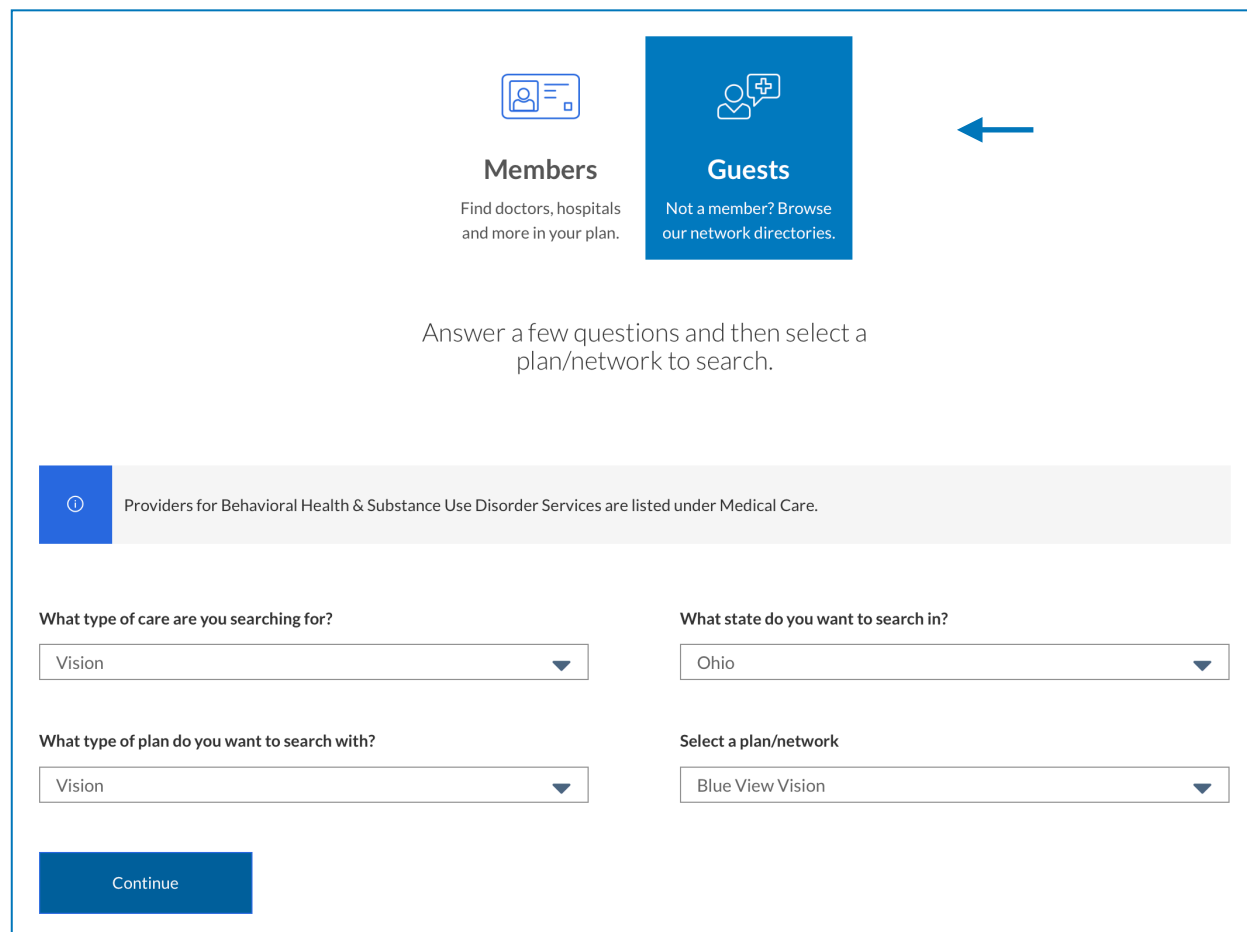 Members
Find doctors, hospitals
and more in your plan.
Guests
Not a member? Browse
our network directories.
Answer a few questions and then select a
plan/network to search.
Providers for Behavioral Health & Substance Use Disorder Services are listed under Medical Care.
What type of care are you searching for?
Vision
What state do you want to search in?
Ohio
What type of plan do you want to search with?
Vision
Select a plan/network
Blue View Vision
Continue